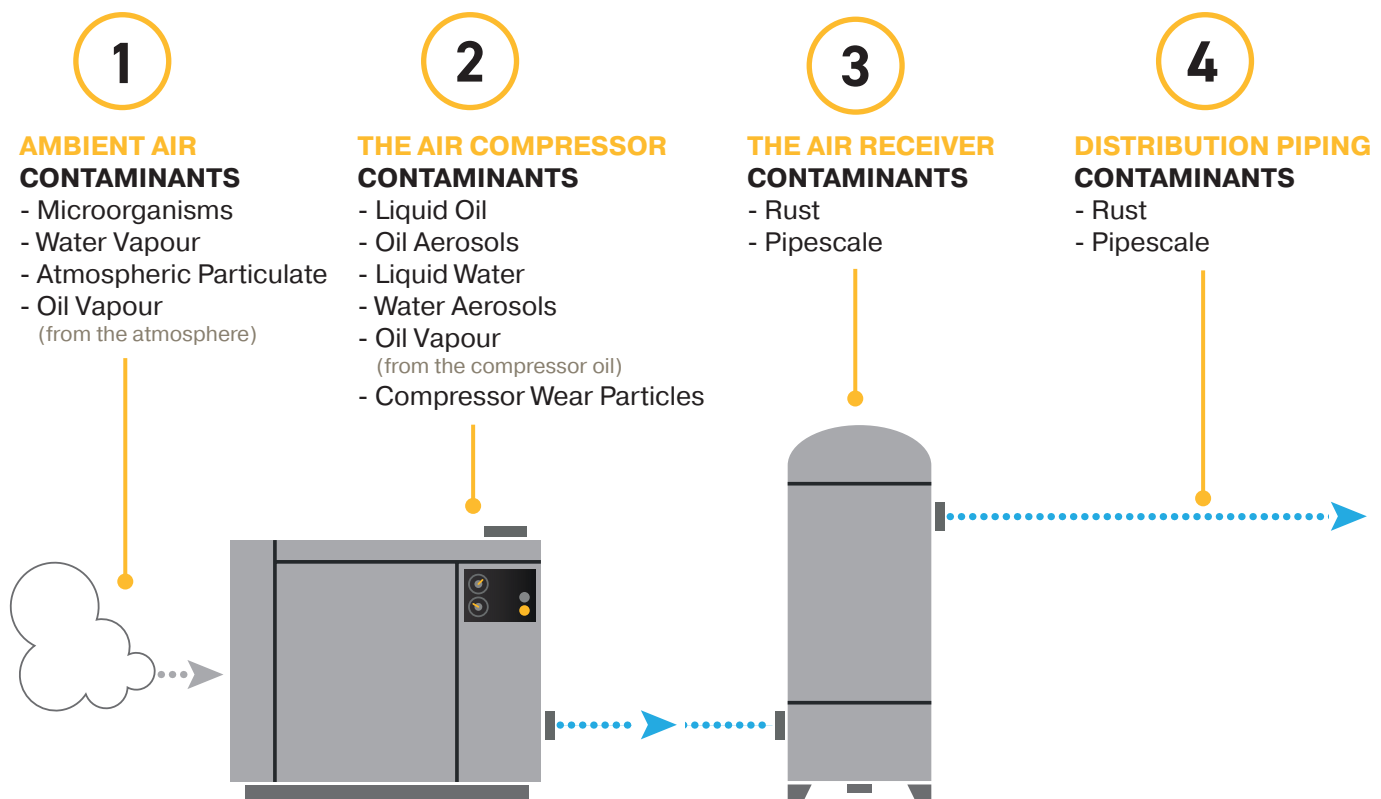 1
AMBIENT AIR
CONTAMINANTS
- Microorganisms
- Water Vapour
- Atmospheric Particulate
- Oil Vapour
(from the atmosphere)
2
THE AIR COMPRESSOR
CONTAMINANTS
- Liquid Oil
- Oil Aerosols
- Liquid Water
- Water Aerosols
- Oil Vapour
(from the compressor oil)
- Compressor Wear Particles
3
THE AIR RECEIVER
CONTAMINANTS
- Rust
- Pipescale
4
DISTRIBUTION PIPING
CONTAMINANTS
- Rust
- Pipescale